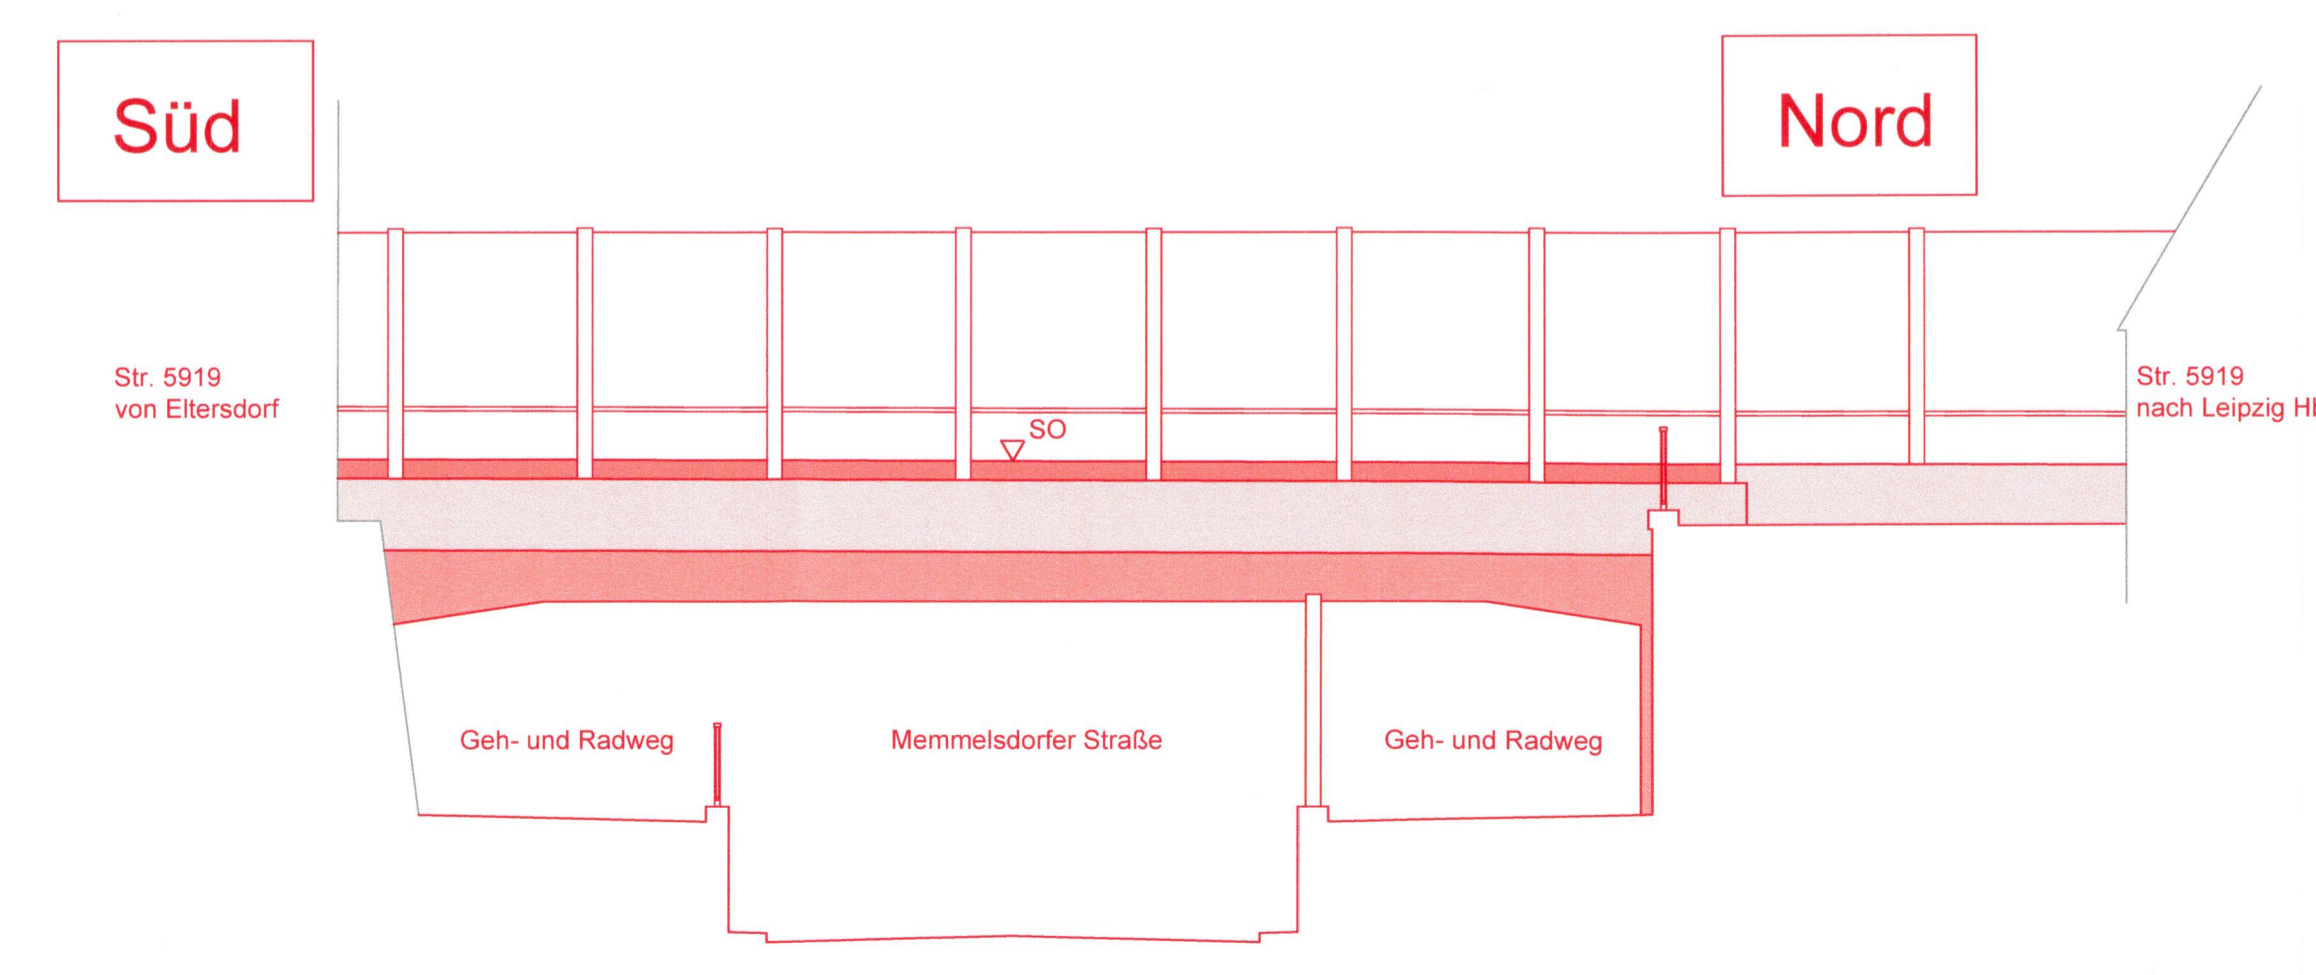 Süd
Nord
Str. 5919
von Eltersdorf
Str. 5919
nach Leipzig
SO
Geh- und Radweg
Memmelsdorfer Straße
Geh- und Radweg